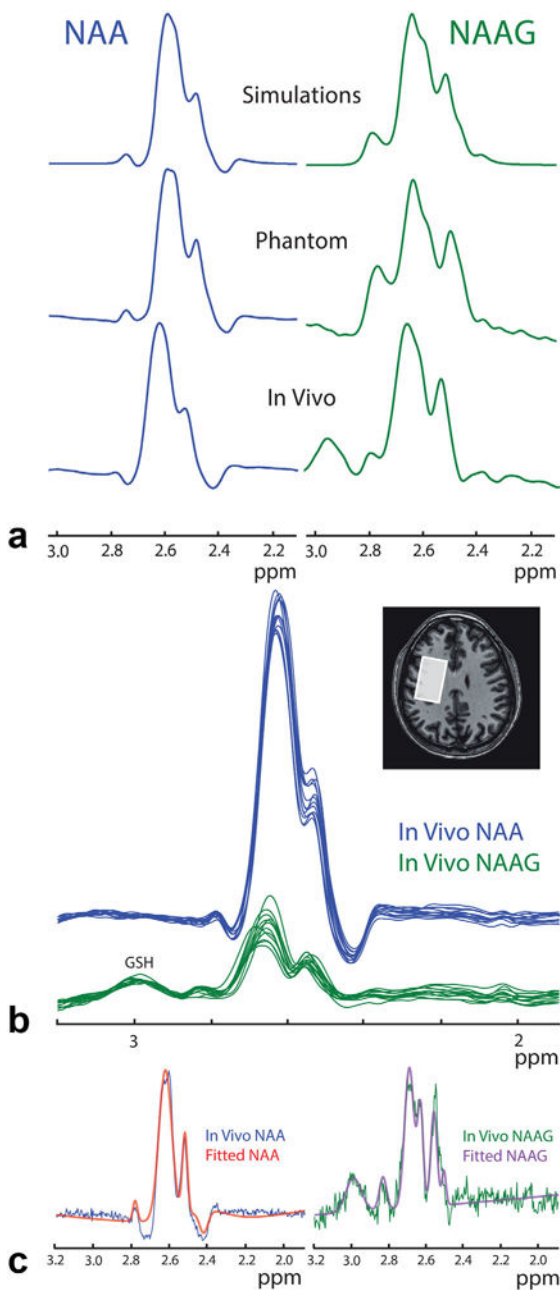 NAA NAAG
Simulations
Phantom
In Vivo
a
3.0 2.8 2.6 2.4 2.2 3.0 2.8 2.6 2.4 2.2
ppm ppm
In Vivo NAA
In Vivo NAAG
GSH
b
3 2
ppm
In Vivo NAA
Fitted NAA
In Vivo NAAG
Fitted NAAG
c
3.2 3.0 2.8 2.6 2.4 2.2 2.0 3.2 3.0 2.8 2.6 2.4 2.2 2.0
ppm ppm